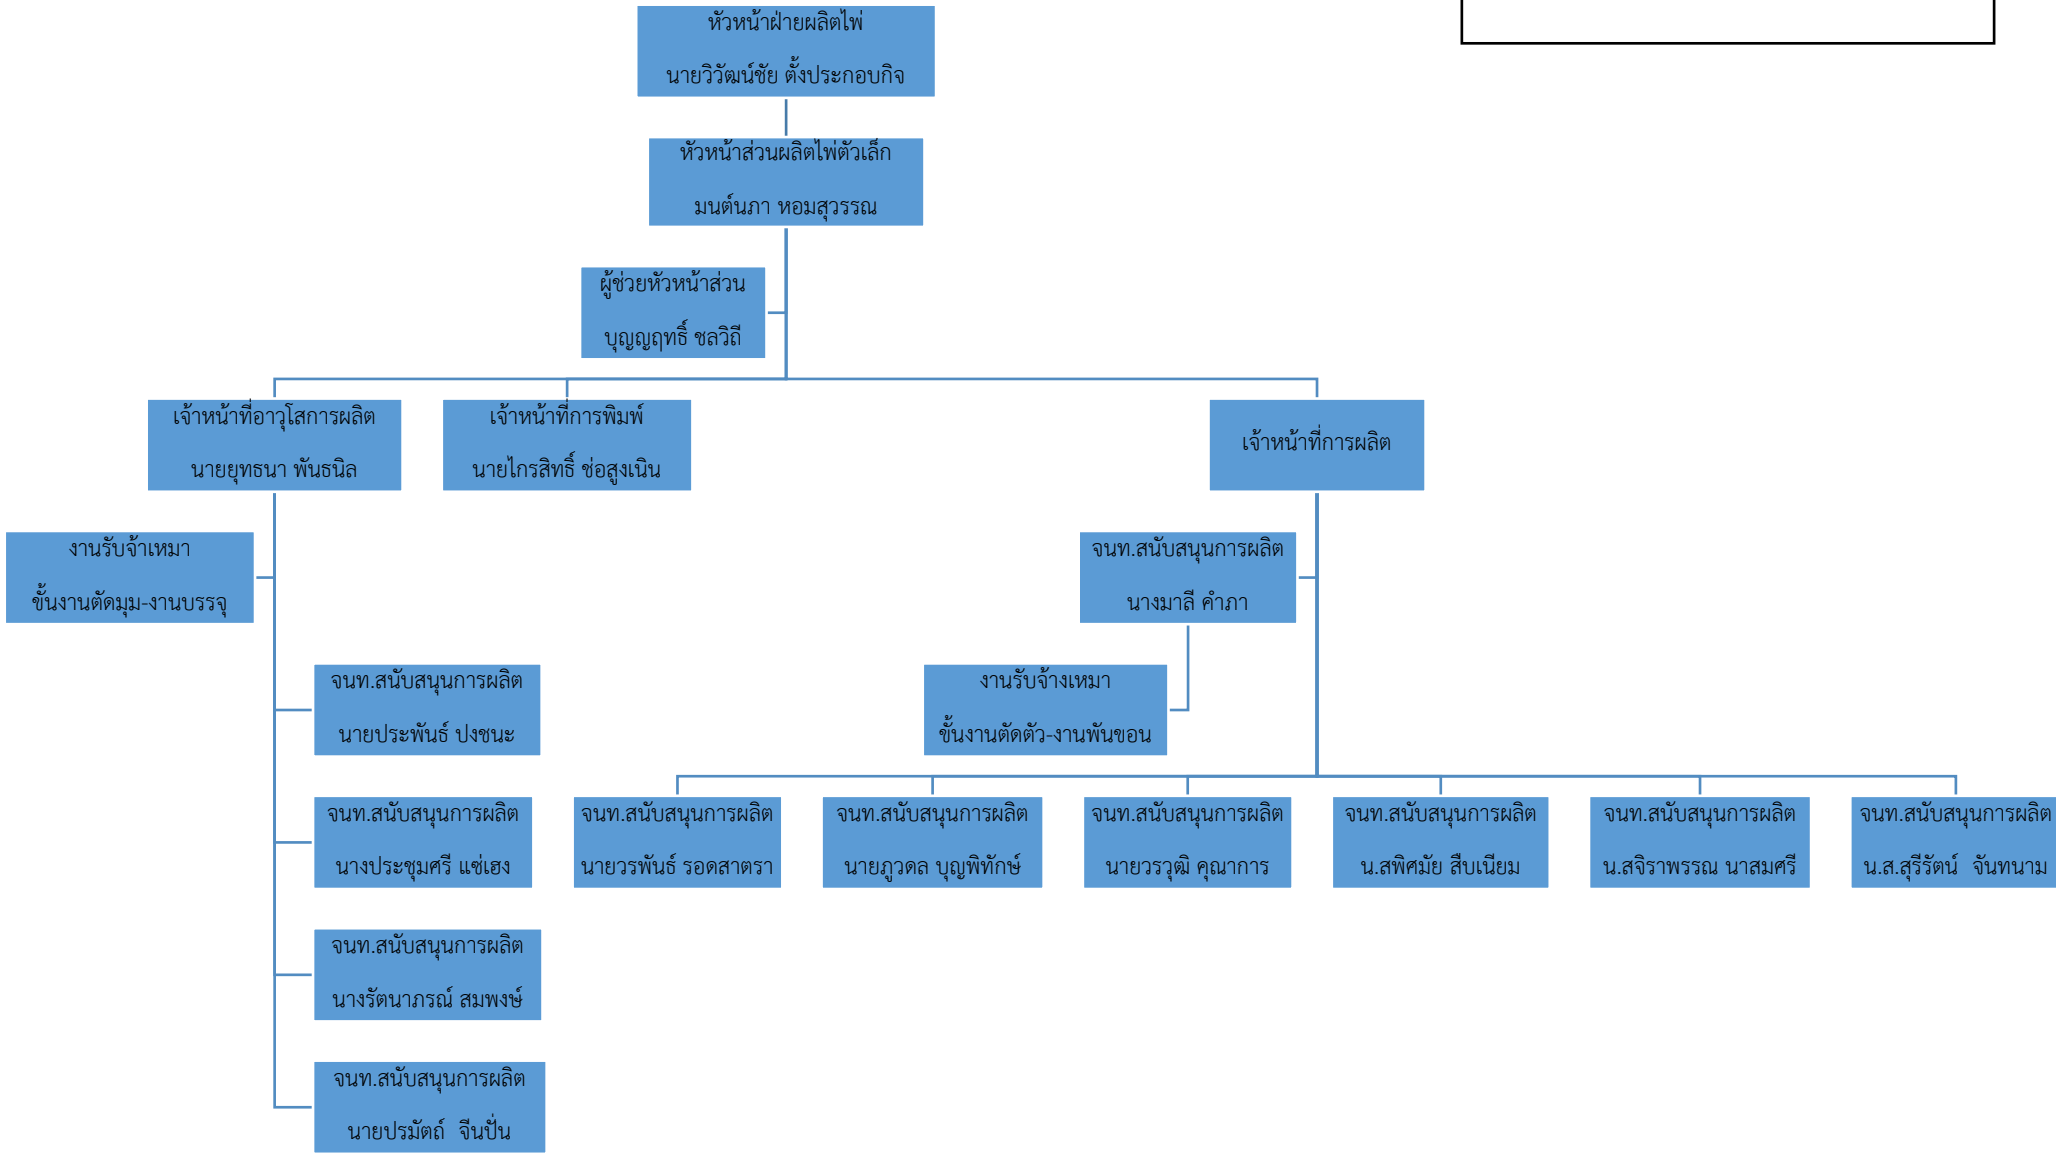 หัวหน้าฝ่ายผลิตไพ่
นายวิวัฒน์ชัย ตั้งประกอบกิจ
หัวหน้าส่วนผลิตไพ่ตัวเล็ก
มนต์นภา หอมสุวรรณ
ผู้ช่วยหัวหน้าส่วน
บุญญฤทธิ์ ชลวิถี
เจ้าหน้าที่อาวุโสการผลิต
นายยุทธนา พันธนิล
เจ้าหน้าที่การพิมพ์
นายไกรสิทธิ์ ช่อสูงเนิน
เจ้าหน้าที่การผลิต
งานรับจ้าเหมา
ขั้นงานตัดมุม-งานบรรจุ
จนท.สนับสนุนการผลิต
นางมาลี คำภา
จนท.สนับสนุนการผลิต
นายประพันธ์ ปงชนะ
งานรับจ้างเหมา
ขั้นงานตัดตัว-งานพันขอน
จนท.สนับสนุนการผลิต
นางประชุมศรี แซ่เฮง
จนท.สนับสนุนการผลิต
นายวรพันธ์ รอดสาตรา
จนท.สนับสนุนการผลิต
นายภูวดล บุญพิทักษ์
จนท.สนับสนุนการผลิต
นายวรวุฒิ คุณาการ
จนท.สนับสนุนการผลิต
น.สพิศมัย สืบเนียม
จนท.สนับสนุนการผลิต
น.สจิราพรรณ นาสมศรี
จนท.สนับสนุนการผลิต
น.ส.สุรีรัตน์  จันทนาม
จนท.สนับสนุนการผลิต
นางรัตนาภรณ์ สมพงษ์
จนท.สนับสนุนการผลิต
นายปรมัตถ์  จีนปั่น